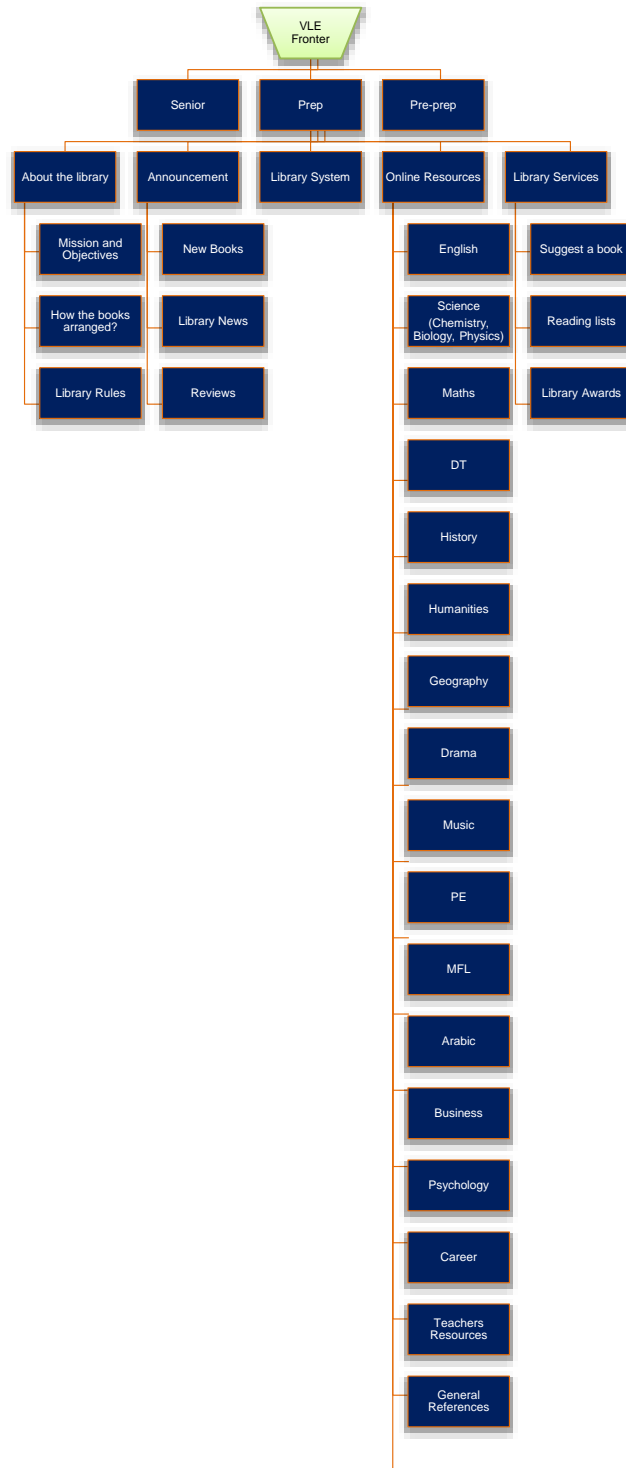 VLE
Fronter
Senior
Prep
Pre-prep
About the library
Announcement
Library System
Online Resources
Library Services
Mission and
Objectives
New Books
English
Suggest a book
How the books
arranged?
Library News
Science
(Chemistry,
Biology, Physics)
Reading lists
Library Rules
Reviews
Maths
Library Awards
DT
History
Humanities
Geography
Drama
Music
PE
MFL
Arabic
Business
Psychology
Career
Teachers
Resources
General
References